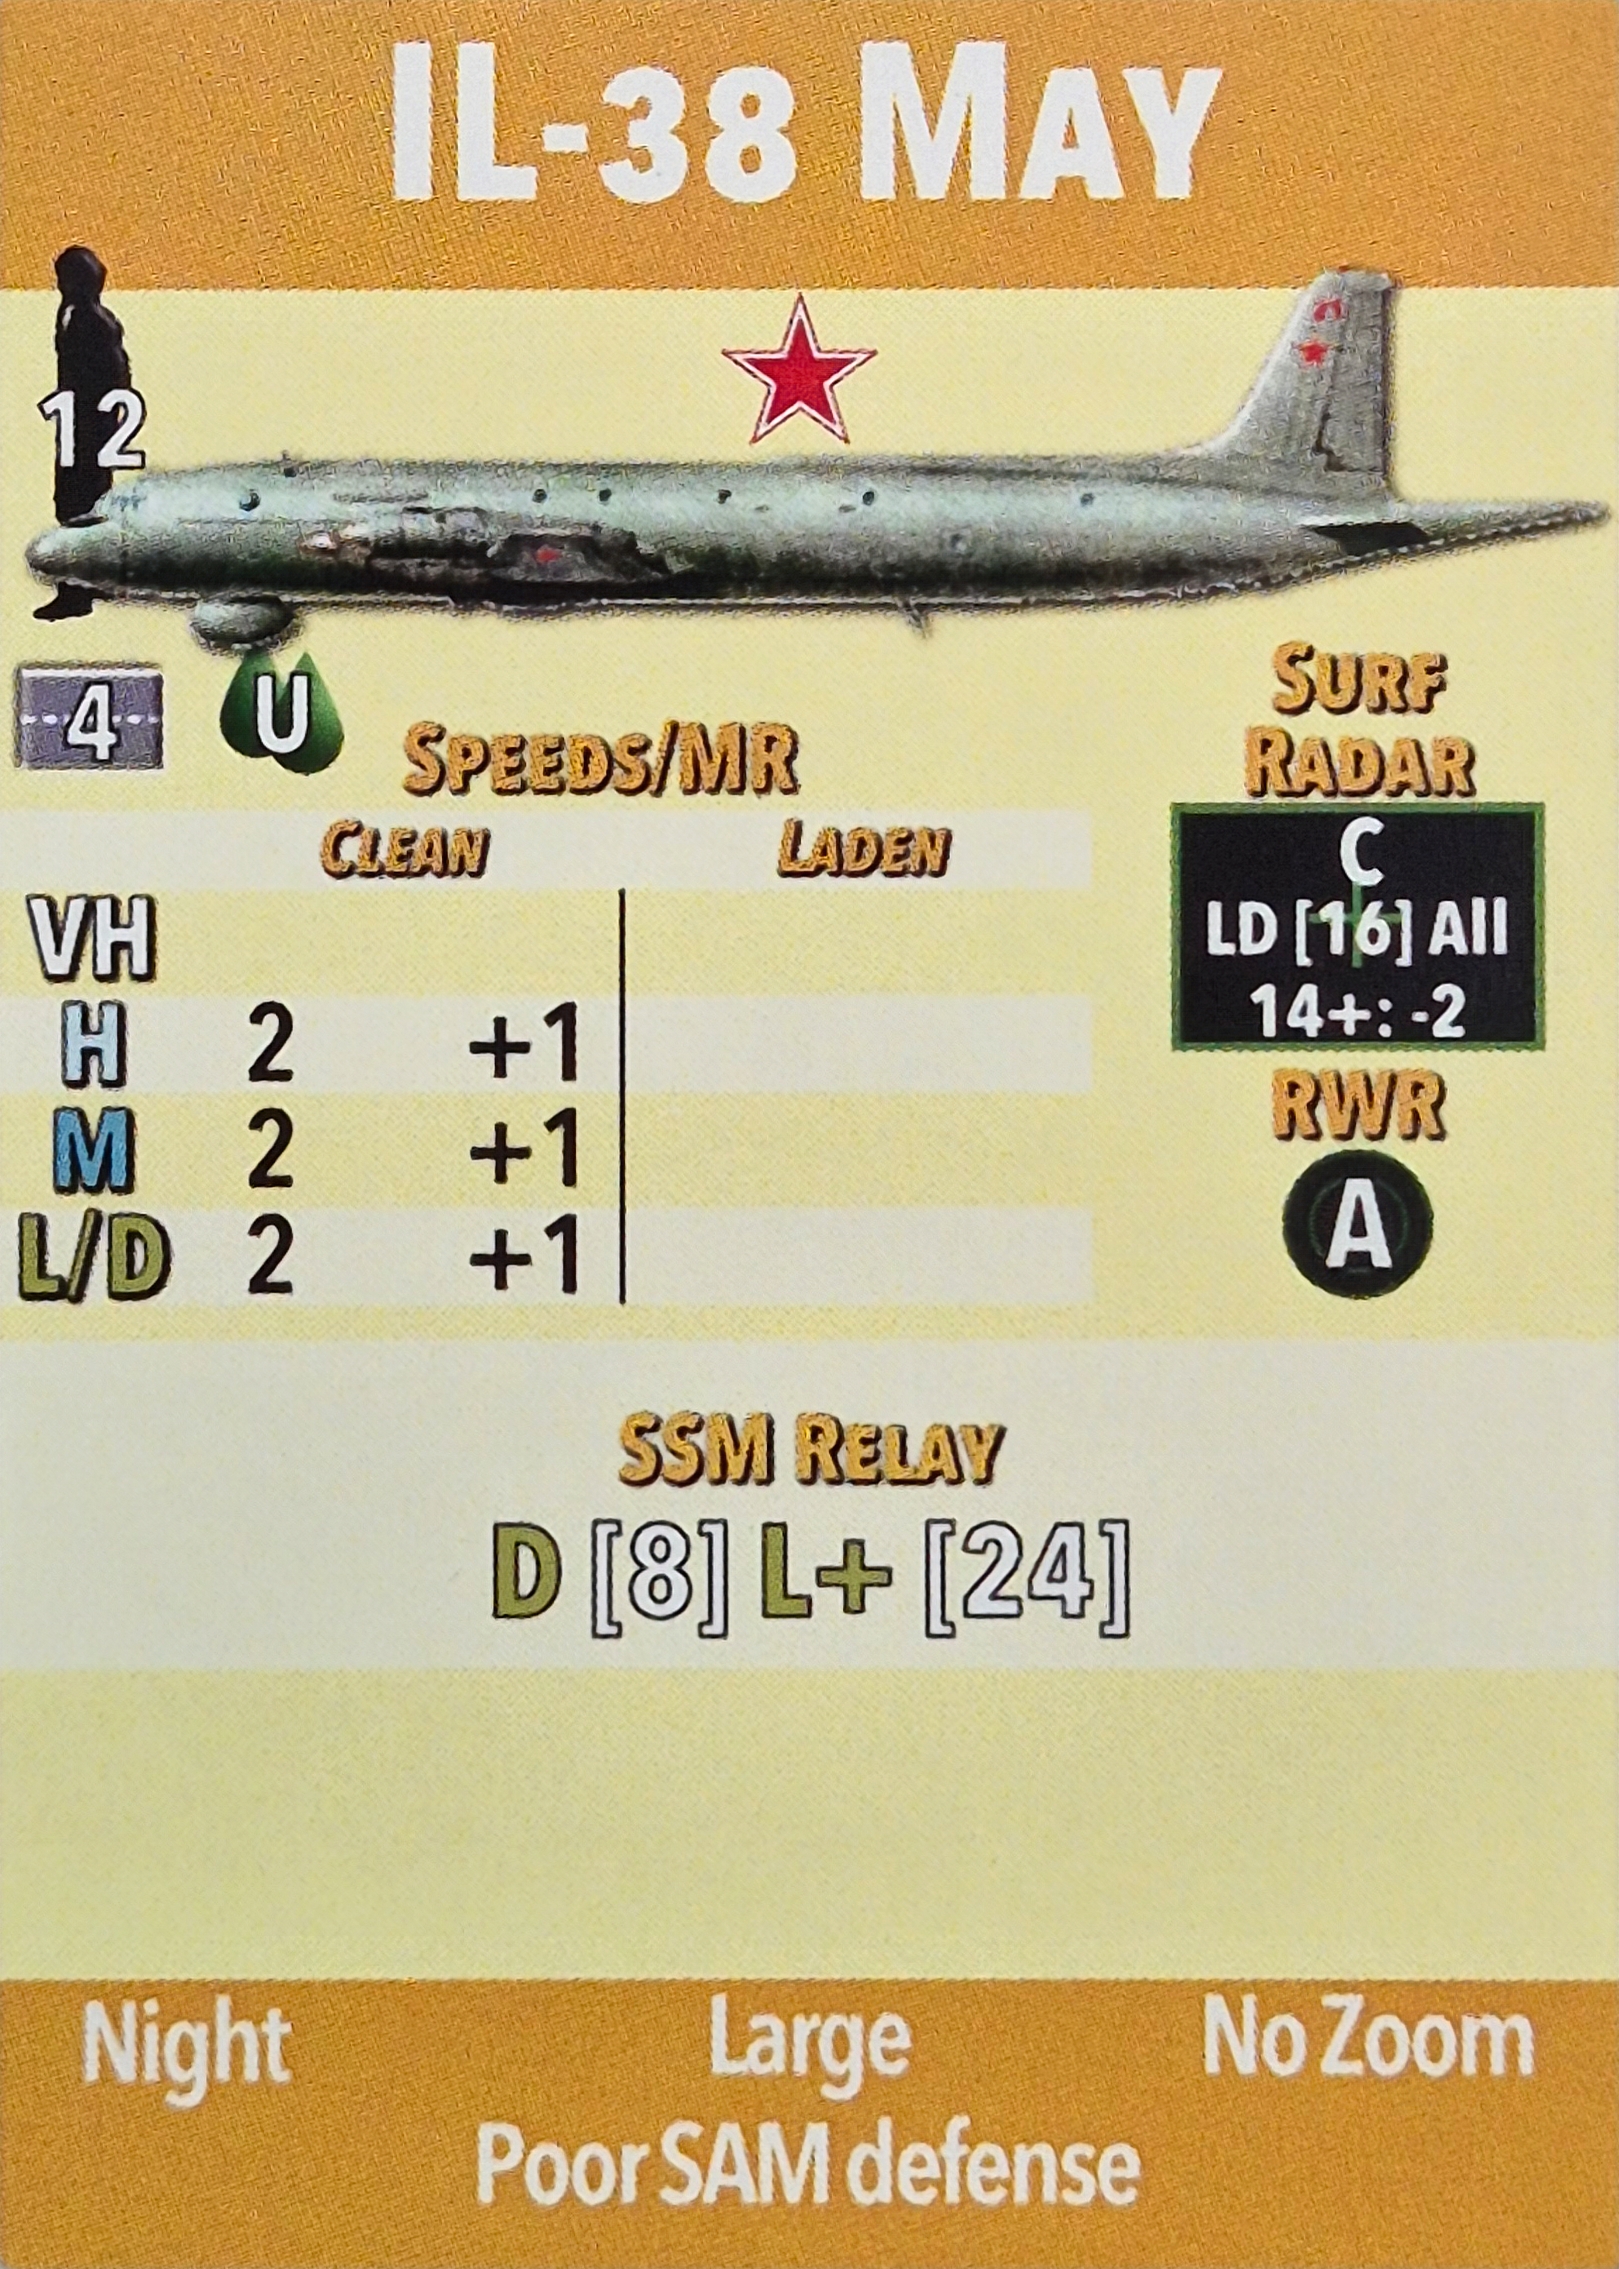 IL-38 MAY
12
4 U
SPEEDS/MR
SURF
RADAR
CLEAN LADEN
C
LD [16] All
14+: -2
VH
H 2 +1
M 2 +1
L/D 2 +1
RWR
A
SSM RELAY
D [8] L+ [24]
Night Large No Zoom
Poor SAM defense